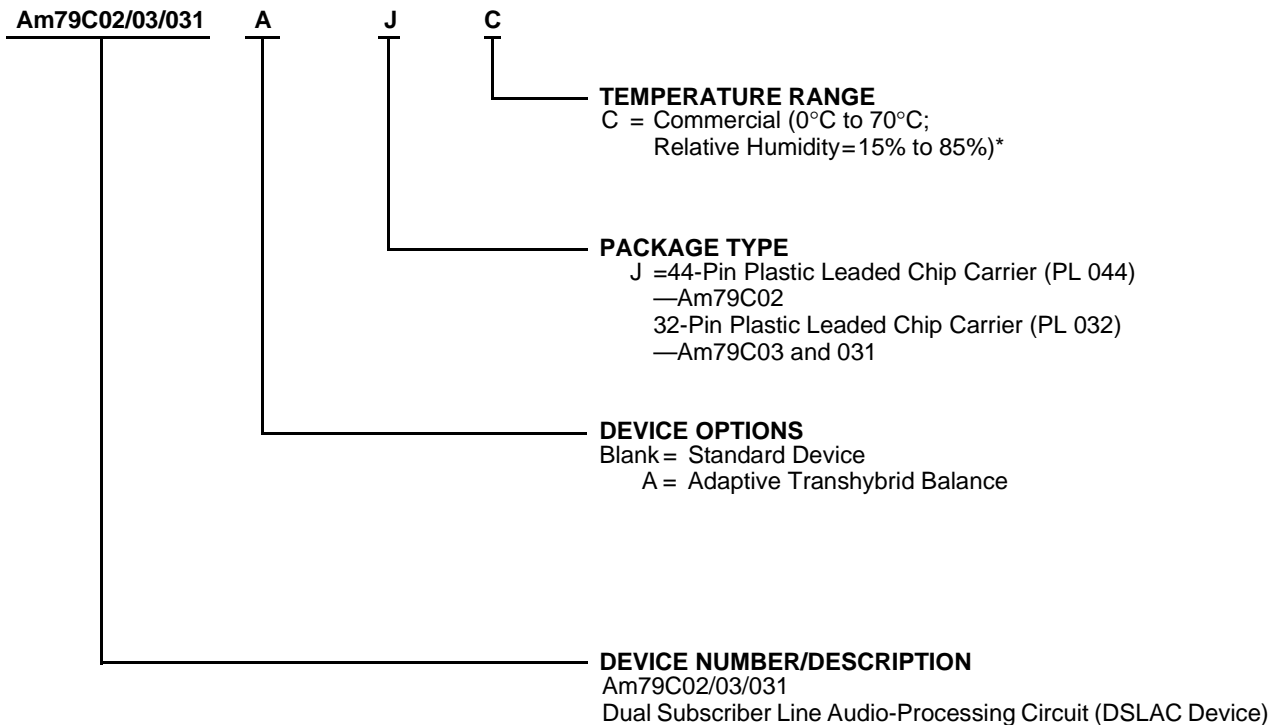 Am79C02/03/031 A J C
TEMPERATURE RANGE
C = Commercial (0°C to 70°C;
Relative Humidity=15% to 85%)*
PACKAGE TYPE
J =44-Pin Plastic Leaded Chip Carrier (PL 044)
—Am79C02
32-Pin Plastic Leaded Chip Carrier (PL 032)
—Am79C03 and 031
DEVICE OPTIONS
Blank= Standard Device
A= Adaptive Transhybrid Balance
DEVICE NUMBER/DESCRIPTION
Am79C02/03/031
Dual Subscriber Line Audio-Processing Circuit (DSLAC Device)